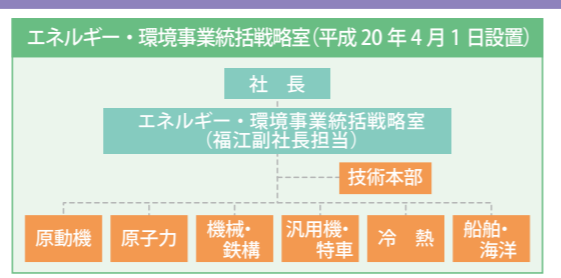 エネルギー・環境事業統括戦略室(平成20年4月1日設置)
社 長
エネルギー・環境事業統括戦略室
(福江副社長担当)
技術本部
原動機
原子力
機械・
鉄構
汎用機・
特車
冷 熱
船舶・
海洋